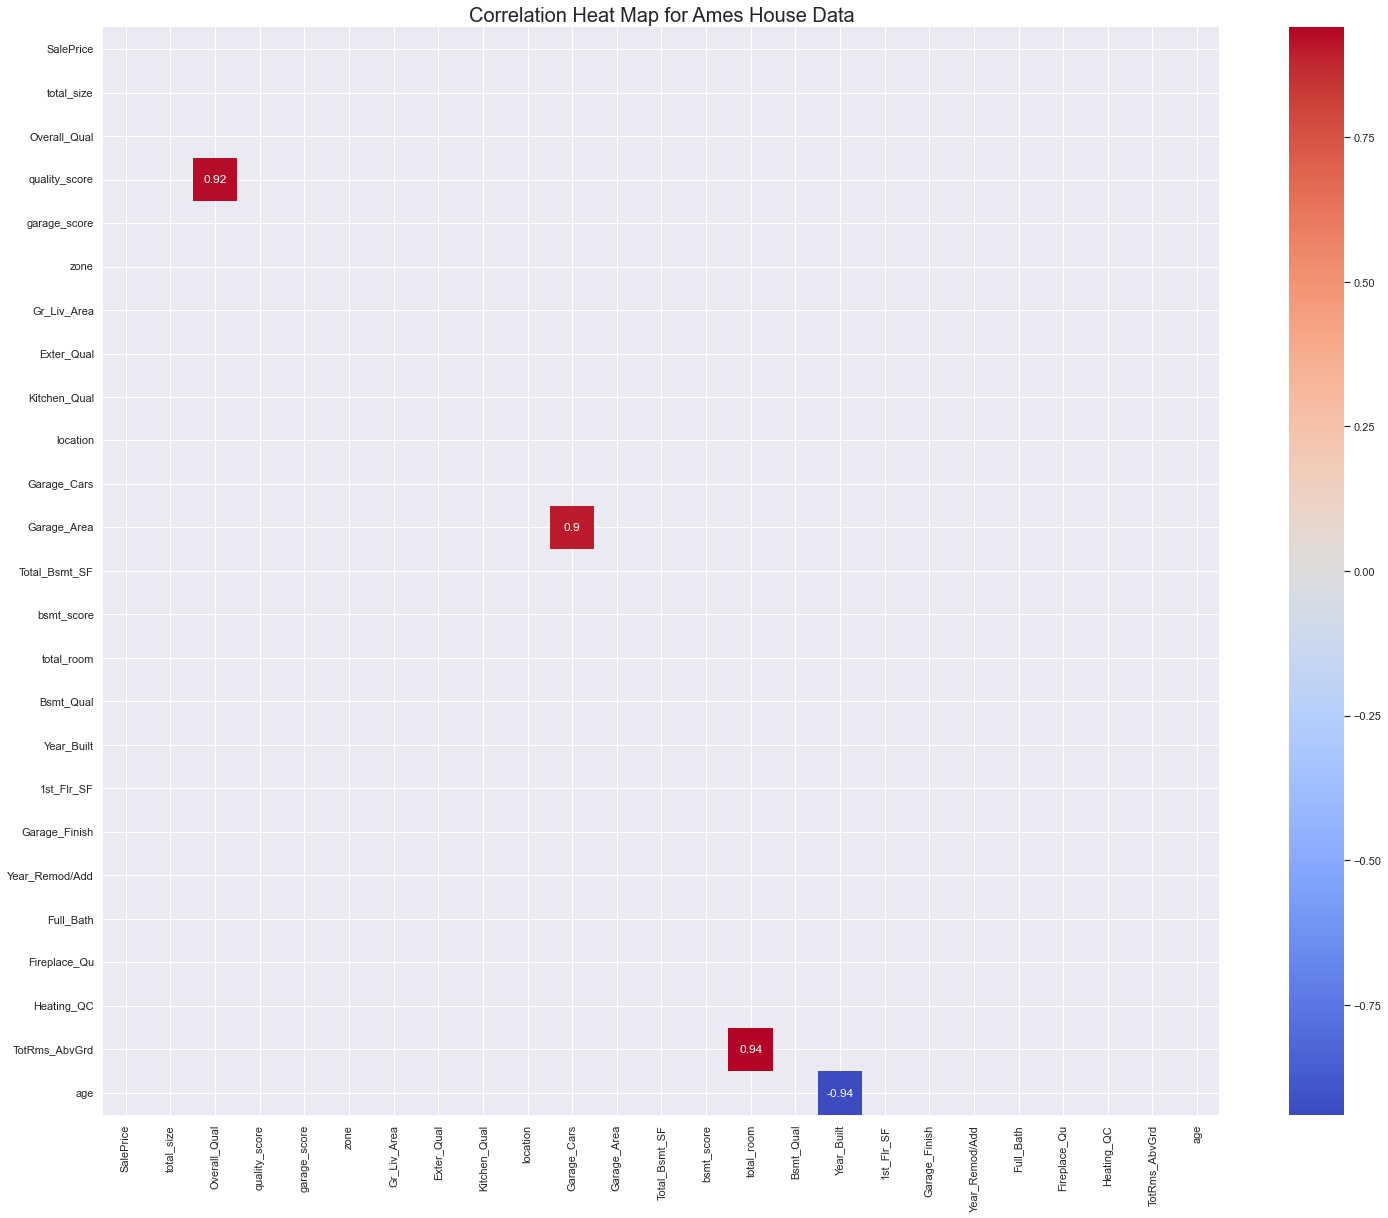 Correlation Heat Map for Ames House Data
SalePrice
total_size
Overall_Qual
quality_score
0.92
garage_score
zone
Gr_Liv_Area
Exter_Qual
Kitchen_Qual
location
Garage_Cars
Garage_Area
0.9
Total_Bsmt_SF
bsmt_score
total_room
Bsmt_Qual
Year_Built
1st_Flr_SF
Garage_Finish
Year_Remod/Add
Full_Bath
Fireplace_Qu
Heating_QC
TotRms_AbvGrd
0.94
age
-0.94
SalePrice
total_size
Overall_Qual
quality_score
garage_score
zone
Gr_Liv_Area
Exter_Qual
Kitchen_Qual
location
Garage_Cars
Garage_Area
Total_Bsmt_SF
bsmt_score
total_room
Bsmt_Qual
Year_Built
1st_Flr_SF
Garage_Finish
Year_Remod/Add
Full_Bath
Fireplace_Qu
Heating_QC
TotRms_AbvGrd
age
0.75
0.50
0.25
0.00
−0.25
−0.50
−0.75